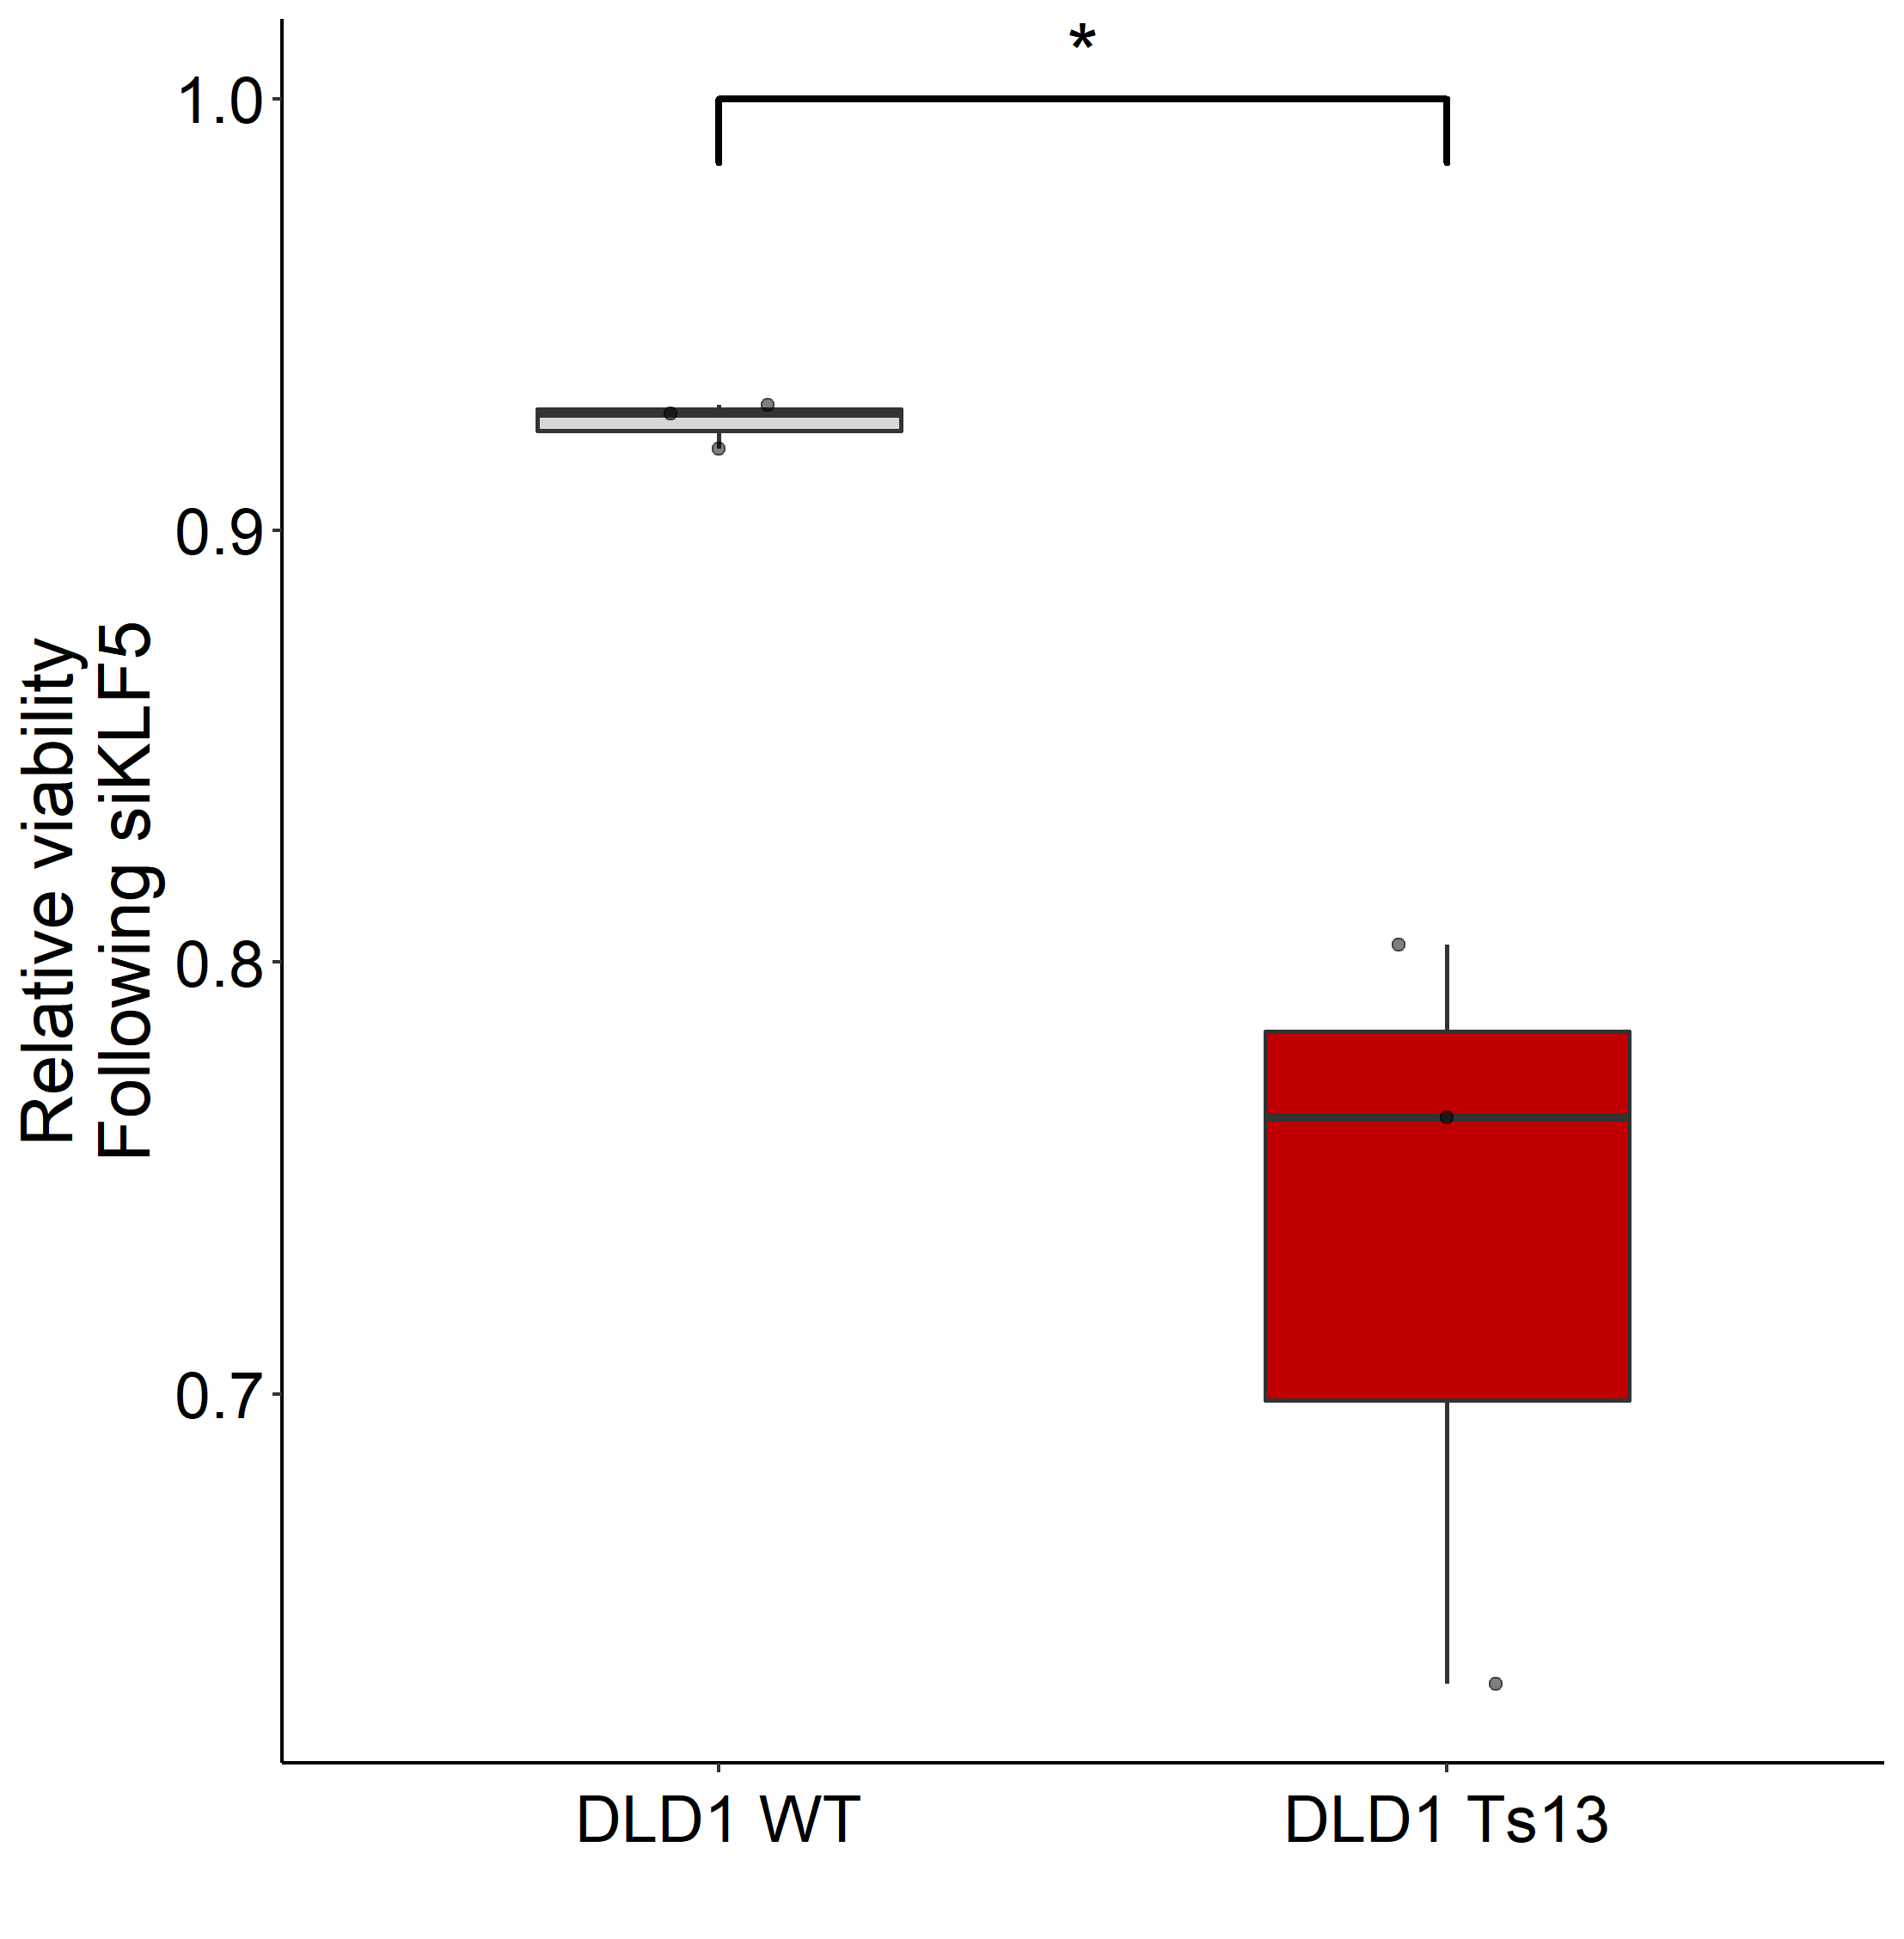 *
1.0
0.9
0.8
0.7
Relative viability
Following siKLF5
DLD1 WT
DLD1 Ts13